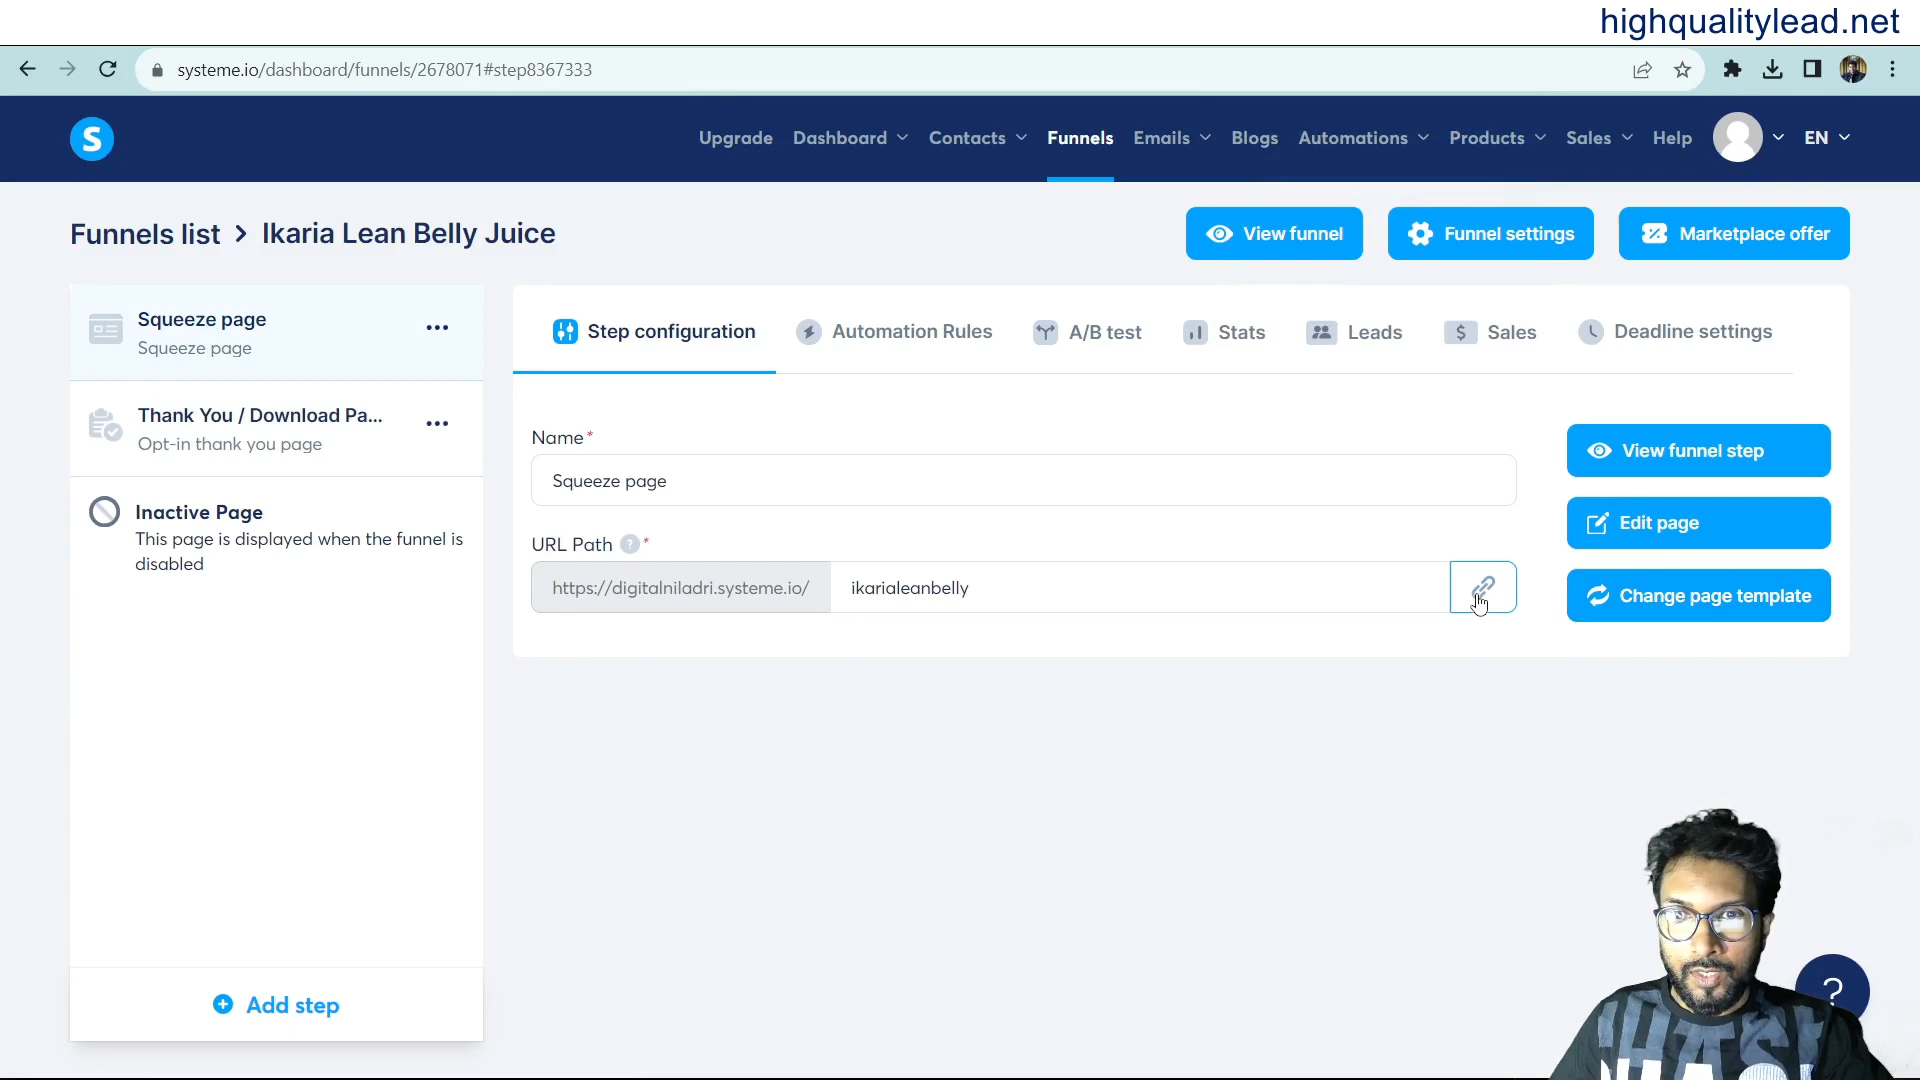 highqualitylead.net
systeme.io/dashboard/funnels/2678071#step8367333
S
Upgrade Dashboard Contacts Funnels Emails Blogs Automations Products Sales Help EN
Funnels list > Ikaria Lean Belly Juice
View funnel
Funnel settings
Marketplace offer
Squeeze page
Squeeze page
Thank You / Download Pa...
Opt-in thank you page
Inactive Page
This page is displayed when the funnel is
disabled
Add step
Step configuration
Automation Rules
A/B test
Stats
Leads
Sales
Deadline settings
Name*
Squeeze page
URL Path ? *
https://digitalniladri.systeme.io/ ikarialeanbelly
View funnel step
Edit page
Change page template
?